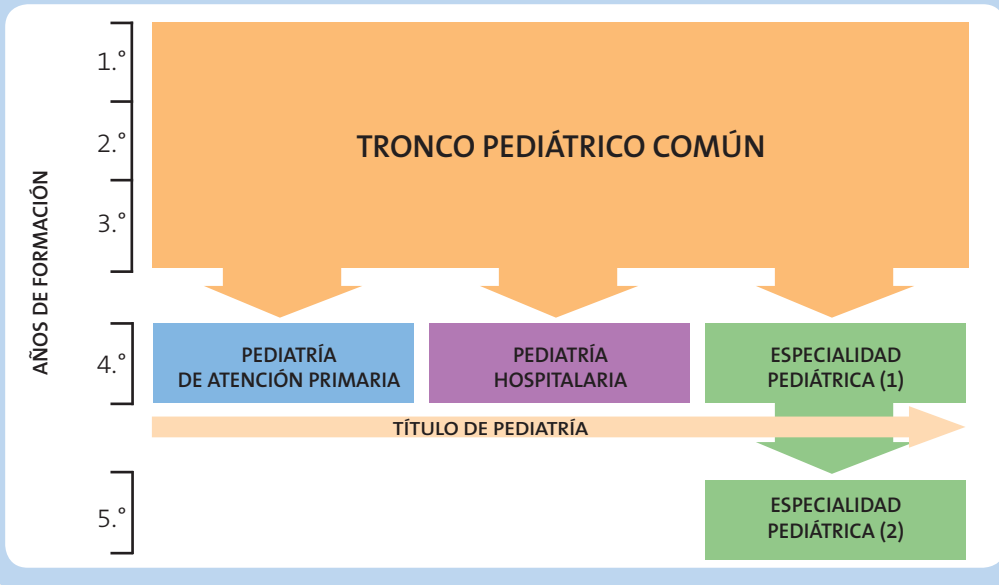 AÑOS DE FORMACIÓN
1.°
2.°
3.°
TRONCO PEDIÁTRICO COMÚN
4.°
PEDIATRÍA
DE ATENCIÓN PRIMARIA
PEDIATRÍA
HOSPITALARIA
ESPECIALIDAD
PEDIÁTRICA (1)
TÍTULO DE PEDIATRÍA
5.°
ESPECIALIDAD
PEDIÁTRICA (2)